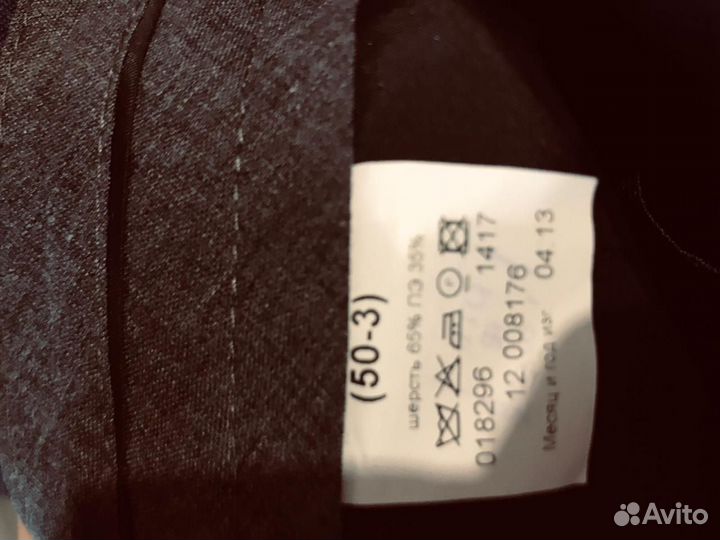 (50-3)
шерсть 65% ПЭ 35%
018296 1417
12 008176
Месяц и год изг. 04.13
Avito